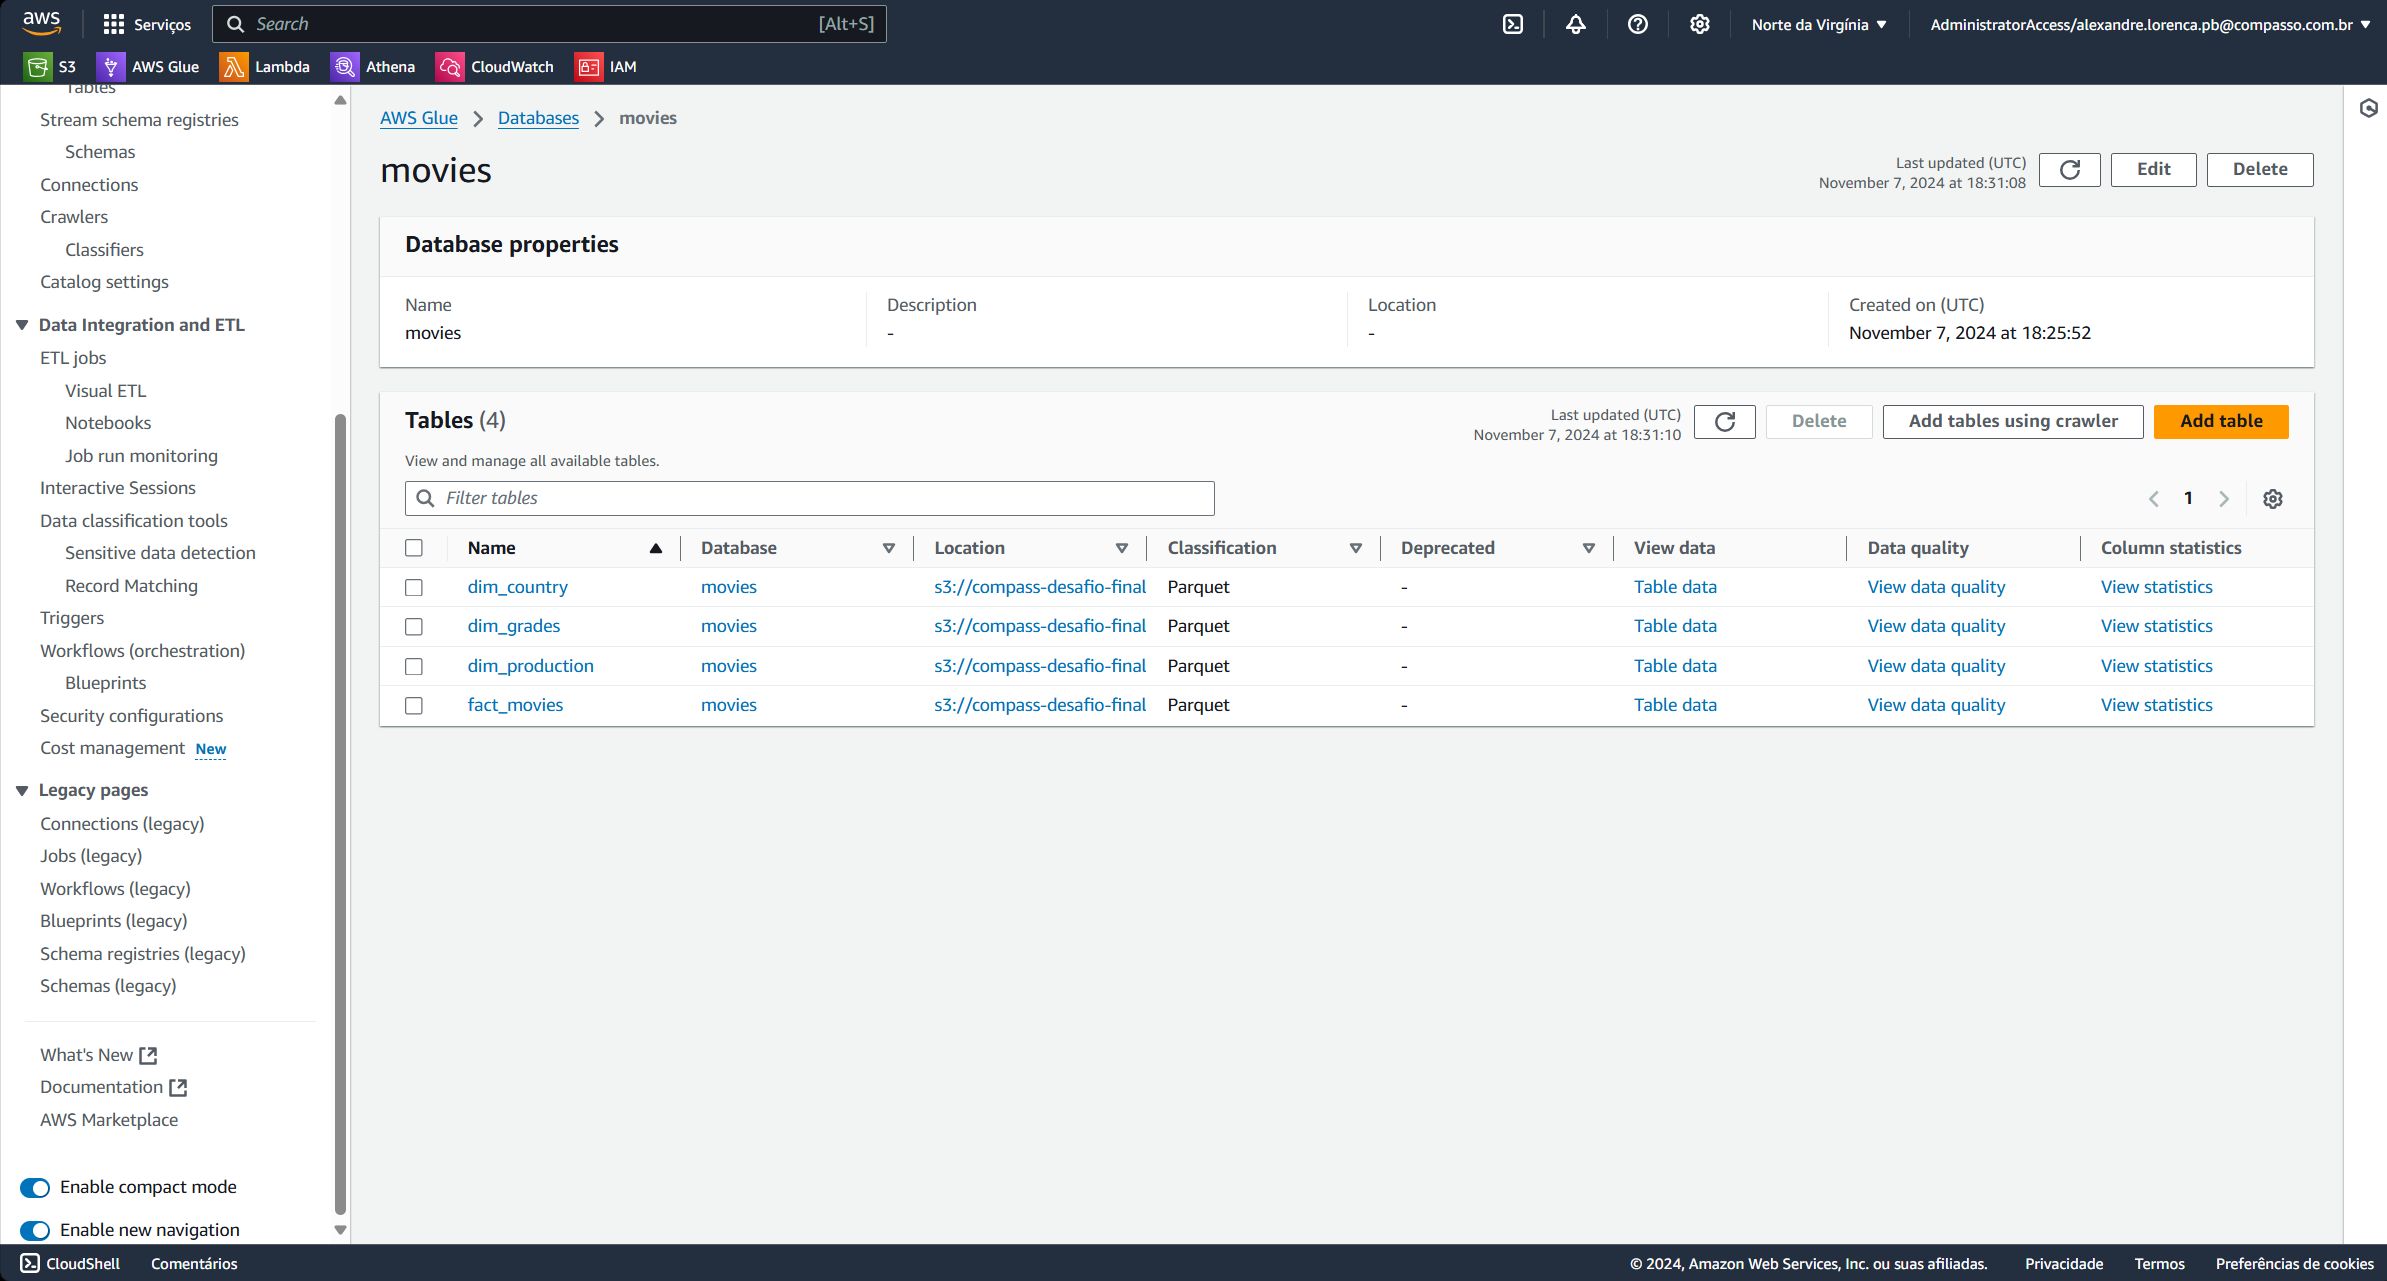 aws
Serviços
Search
[Alt+S]
Norte da Virgínia
AdministratorAccess/alexandre.lorenca.pb@compasso.com.br
S3
AWS Glue
Lambda
Athena
CloudWatch
IAM
Tables
Stream schema registries
Schemas
Connections
Crawlers
Classifiers
Catalog settings
Data Integration and ETL
ETL jobs
Visual ETL
Notebooks
Job run monitoring
Interactive Sessions
Data classification tools
Sensitive data detection
Record Matching
Triggers
Workflows (orchestration)
Blueprints
Security configurations
Cost management New
Legacy pages
Connections (legacy)
Jobs (legacy)
Workflows (legacy)
Blueprints (legacy)
Schema registries (legacy)
Schemas (legacy)
What's New
Documentation
AWS Marketplace
Enable compact mode
Enable new navigation
AWS Glue > Databases > movies
movies
Last updated (UTC)
November 7, 2024 at 18:31:08
Edit
Delete
Database properties
Name
movies
Description
-
Location
-
Created on (UTC)
November 7, 2024 at 18:25:52
Tables (4)
Last updated (UTC)
November 7, 2024 at 18:31:10
Delete
Add tables using crawler
Add table
View and manage all available tables.
Filter tables
1
Name Database Location Classification Deprecated View data Data quality Column statistics
dim_country movies s3://compass-desafio-final Parquet - Table data View data quality View statistics
dim_grades movies s3://compass-desafio-final Parquet - Table data View data quality View statistics
dim_production movies s3://compass-desafio-final Parquet - Table data View data quality View statistics
fact_movies movies s3://compass-desafio-final Parquet - Table data View data quality View statistics
CloudShell
Comentários
© 2024, Amazon Web Services, Inc. ou suas afiliadas.
Privacidade
Termos
Preferências de cookies